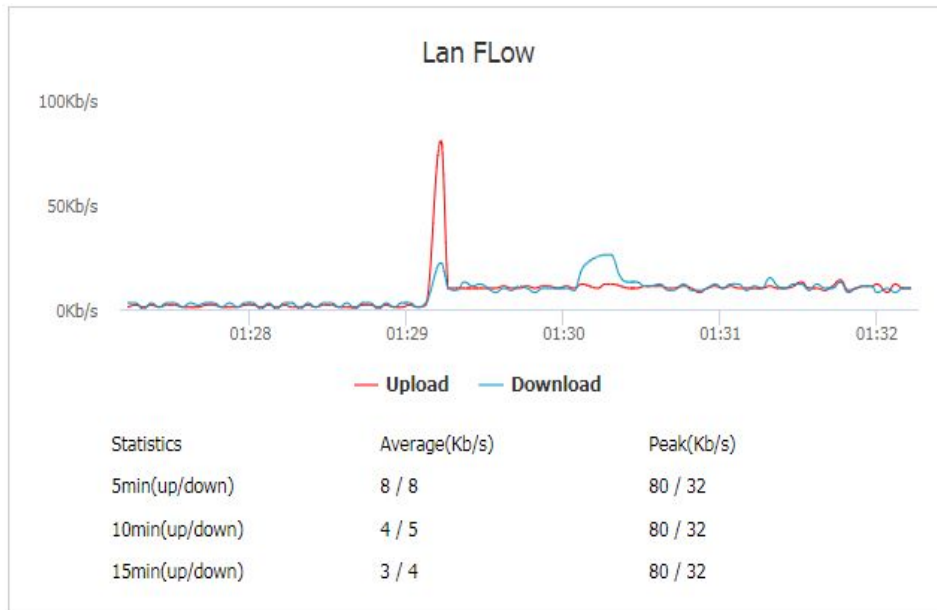 Lan FLow
100Kb/s
50Kb/s
0Kb/s
01:28 01:29 01:30 01:31 01:32
Upload Download
Statistics Average(Kb/s) Peak(Kb/s)
5min(up/down) 8 / 8 80 / 32
10min(up/down) 4 / 5 80 / 32
15min(up/down) 3 / 4 80 / 32